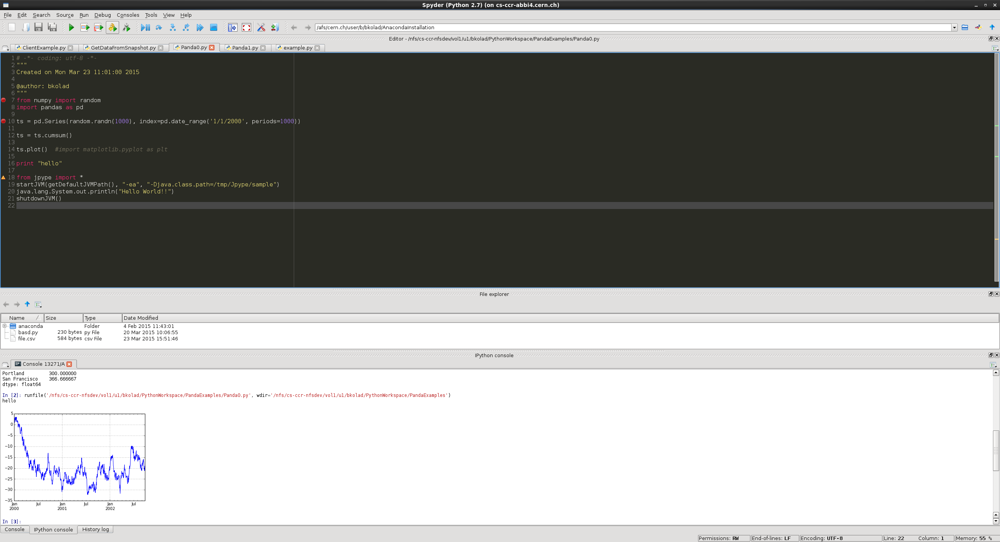 Spyder (Python 2.7) (on cs-ccr-abbi4.cern.ch)
File Edit Search Source Run Debug Consoles Tools View Help
/afs/cern.ch/user/b/bkolad/AnacondaInstallation
Editor - /nfs/cs-ccr-nfsdev/vol1/u1/bkolad/PythonWorkspace/PandaExamples/Panda0.py
ClientExample.py GetDataFromSnapshot.py Panda0.py Panda1.py example.py
1 # -*- coding: utf-8 -*-
2 """
3 Created on Mon Mar 23 11:01:00 2015
4
5 @author: bkolad
6 """
7 from numpy import random
8 import pandas as pd
9
10 ts = pd.Series(random.randn(1000), index=pd.date_range('1/1/2000', periods=1000))
11
12 ts = ts.cumsum()
13
14 ts.plot()  #import matplotlib.pyplot as plt
15
16 print "hello"
17
18 from jpype import *
19 startJVM(getDefaultJVMPath(), "-ea", "-Djava.class.path=/tmp/Jpype/sample")
20 java.lang.System.out.println("Hello World!!")
21 shutdownJVM()
22
File explorer
Name Size Type Date Modified
anaconda Folder 4 Feb 2015 11:43:01
basd.py 230 bytes py File 20 Mar 2015 10:06:55
file.csv 584 bytes csv File 23 Mar 2015 15:51:46
IPython console
IP: Console 13271/A
Portland 300.000000
San Francisco 366.666667
dtype: float64
In [2]: runfile('/nfs/cs-ccr-nfsdev/vol1/u1/bkolad/PythonWorkspace/PandaExamples/Panda0.py', wdir='/nfs/cs-ccr-nfsdev/vol1/u1/bkolad/PythonWorkspace/PandaExamples')
hello
5
0
−5
−10
−15
−20
−25
−30
−35
Jan Jul Jan Jul Jan Jul
2000 2001 2002
In [3]:
Console IPython console History log
Permissions: RW End-of-lines: LF Encoding: UTF-8 Line: 22 Column: 1 Memory: 55 %